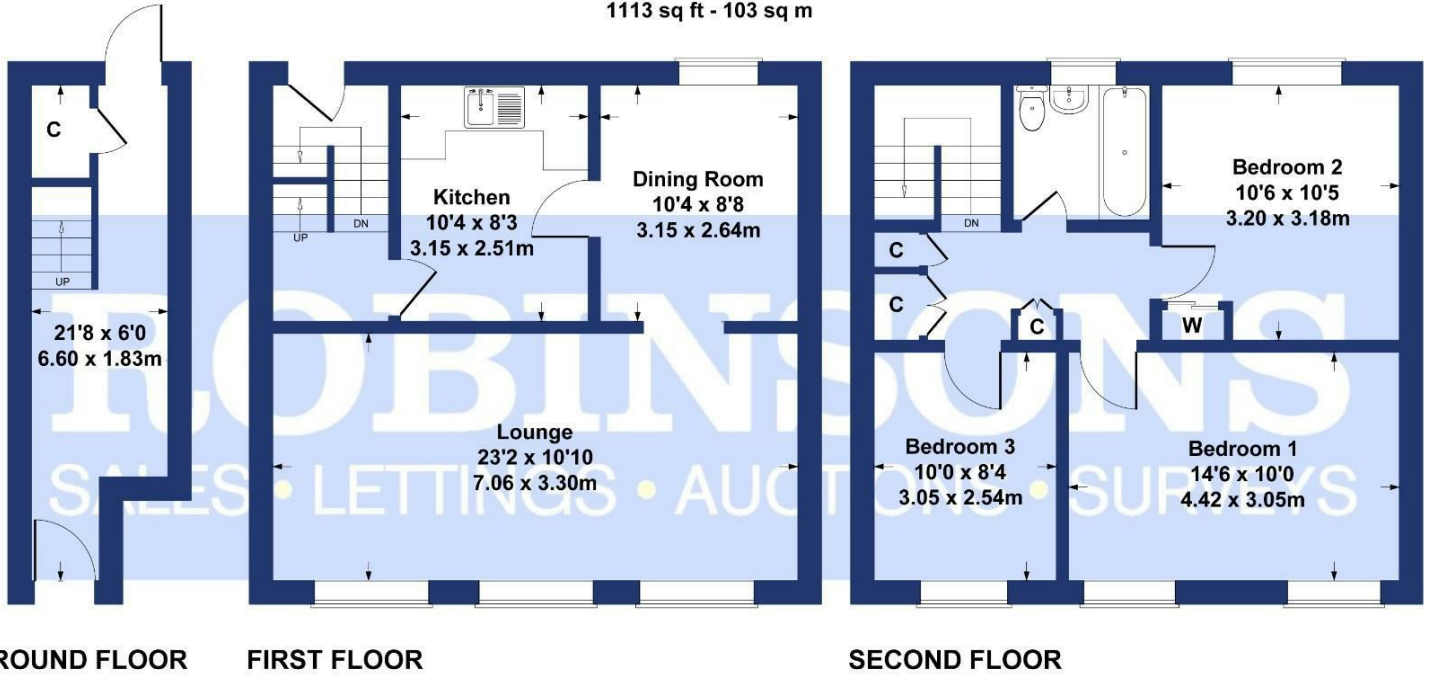 1113 sq ft - 103 sq m
C
UP
21'8 x 6'0
6.60 x 1.83m
UP
DN
Kitchen
10'4 x 8'3
3.15 x 2.51m
Dining Room
10'4 x 8'8
3.15 x 2.64m
Lounge
23'2 x 10'10
7.06 x 3.30m
DN
C
C
C
W
Bedroom 2
10'6 x 10'5
3.20 x 3.18m
Bedroom 3
10'0 x 8'4
3.05 x 2.54m
Bedroom 1
14'6 x 10'0
4.42 x 3.05m
ROBINSONS
SALES • LETTINGS • AUCTIONS • SURVEYS
ROUND FLOOR
FIRST FLOOR
SECOND FLOOR